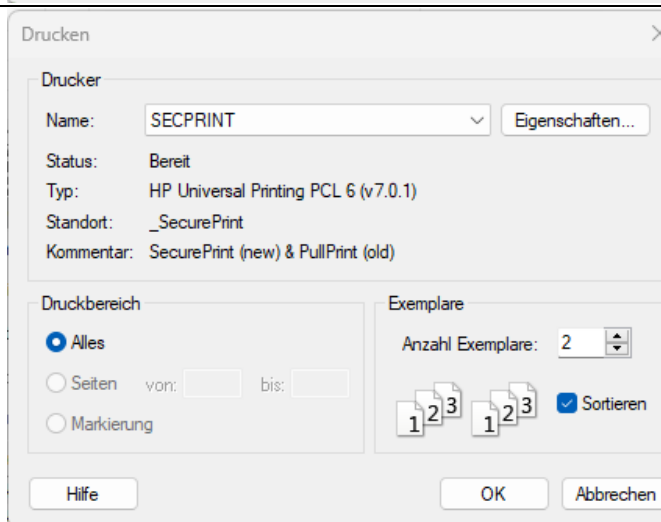 Drucken
Drucker
Name: SECPRINT Eigenschaften...
Status: Bereit
Typ: HP Universal Printing PCL 6 (v7.0.1)
Standort: _SecurePrint
Kommentar: SecurePrint (new) & PullPrint (old)
Druckbereich
Alles
Seiten von: bis:
Markierung
Exemplare
Anzahl Exemplare: 2
1 2 3 1 2 3 Sortieren
Hilfe OK Abbrechen